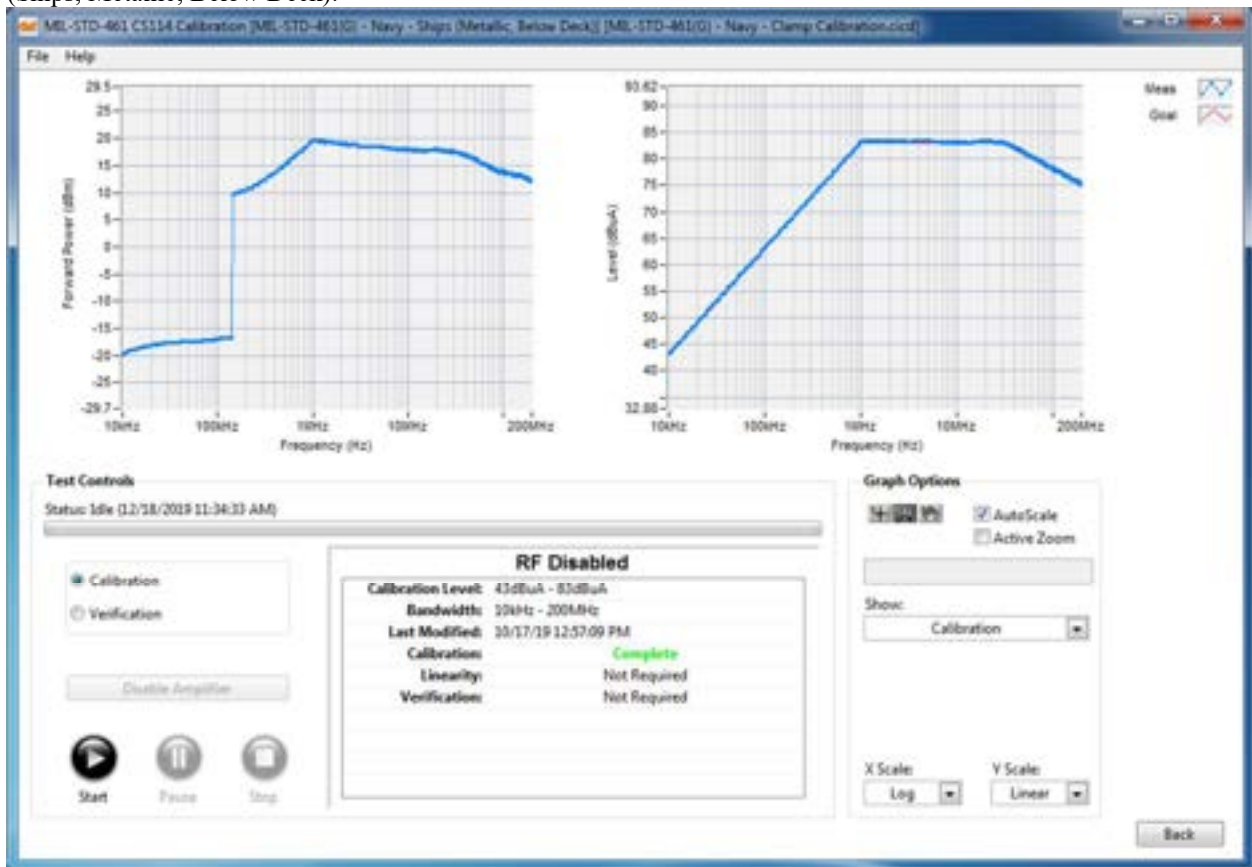 (Ships, Metallic, Below Deck).
MIL-STD-461 CS114 Calibration [MIL-STD-461(G) - Navy - Ships (Metallic, Below Deck)] [MIL-STD-461(G) - Navy - Clamp Calibration.cicd]
File Help
29.5
25
20
15
10
5
0
-5
-10
-15
-20
-25
-29.7
Forward Power (dBm)
10kHz 100kHz 1MHz 10MHz 200MHz
Frequency (Hz)
93.62
90
85
80
75
70
65
60
55
50
45
40
32.88
Level (dBuA)
10kHz 100kHz 1MHz 10MHz 200MHz
Frequency (Hz)
Meas
Goal
Test Controls
Status: Idle (12/18/2019 11:34:33 AM)
Calibration
Verification
Disable Amplifier
Start Pause Stop
RF Disabled
Calibration Level: 43dBuA - 83dBuA
Bandwidth: 10kHz - 200MHz
Last Modified: 10/17/19 12:57:09 PM
Calibration: Complete
Linearity: Not Required
Verification: Not Required
Graph Options
AutoScale
Active Zoom
Show:
Calibration
X Scale: Y Scale:
Log Linear
Back